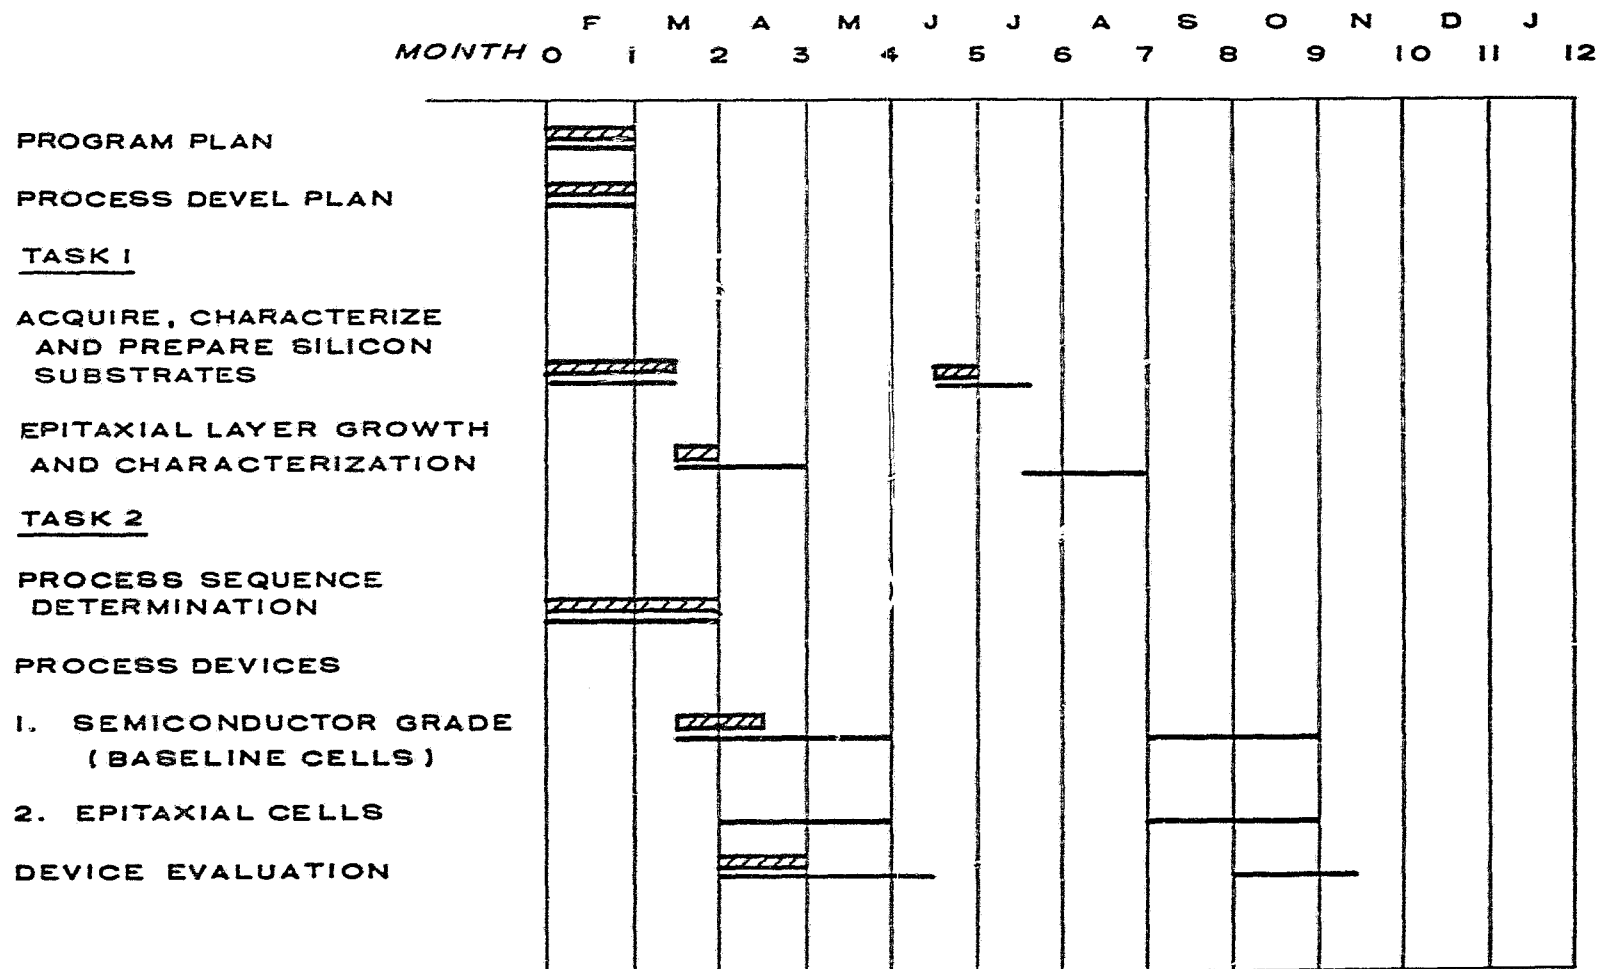 F M A M J J A S O N D J
MONTH 0 1 2 3 4 5 6 7 8 9 10 11 12
PROGRAM PLAN
PROCESS DEVEL PLAN
TASK 1
ACQUIRE, CHARACTERIZE
AND PREPARE SILICON
SUBSTRATES
EPITAXIAL LAYER GROWTH
AND CHARACTERIZATION
TASK 2
PROCESS SEQUENCE
DETERMINATION
PROCESS DEVICES
1. SEMICONDUCTOR GRADE
(BASELINE CELLS)
2. EPITAXIAL CELLS
DEVICE EVALUATION